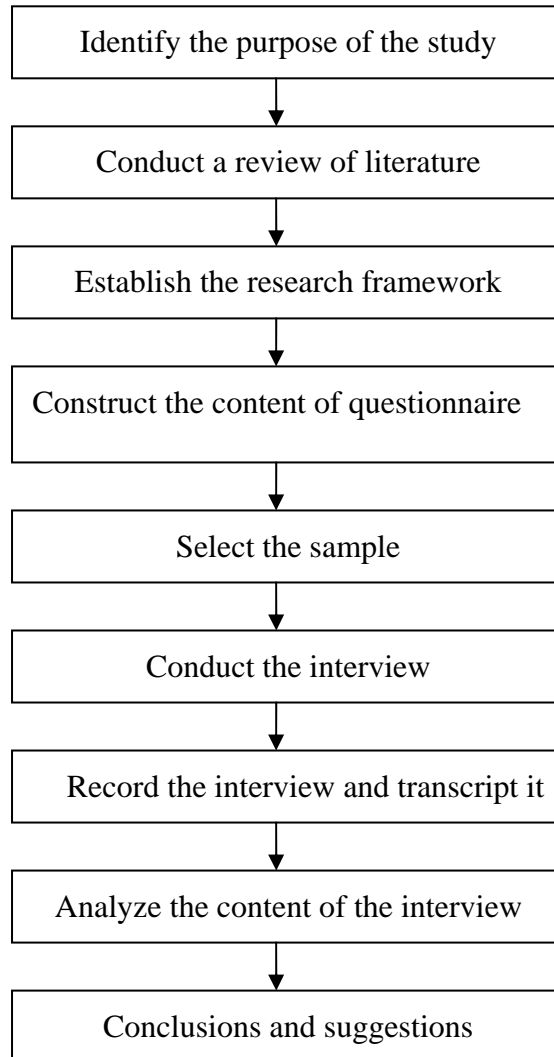 Identify the purpose of the study
Conduct a review of literature
Establish the research framework
Construct the content of questionnaire
Select the sample
Conduct the interview
Record the interview and transcript it
Analyze the content of the interview
Conclusions and suggestions